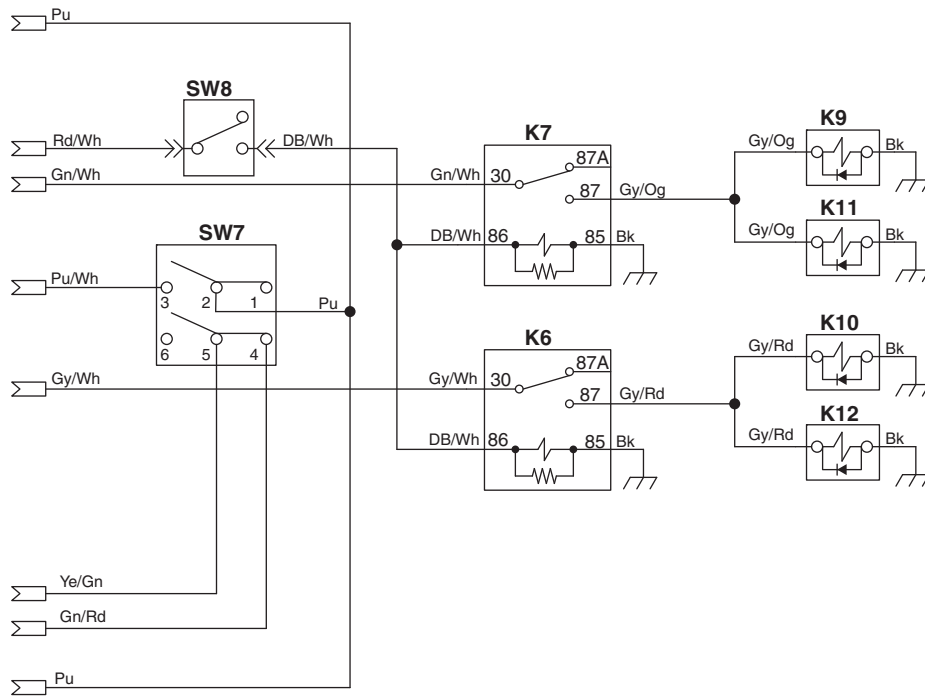 Pu
SW8
Rd/Wh
DB/Wh
Gn/Wh
Gn/Wh
K7
87A
30
87
Gy/Og
DB/Wh
86
85
Bk
K9
Gy/Og
Bk
K11
Gy/Og
Bk
SW7
Pu/Wh
3
2
1
Pu
6
5
4
K6
Gy/Wh
Gy/Wh
30
87A
87
Gy/Rd
DB/Wh
86
85
Bk
K10
Gy/Rd
Bk
K12
Gy/Rd
Bk
Ye/Gn
Gn/Rd
Pu